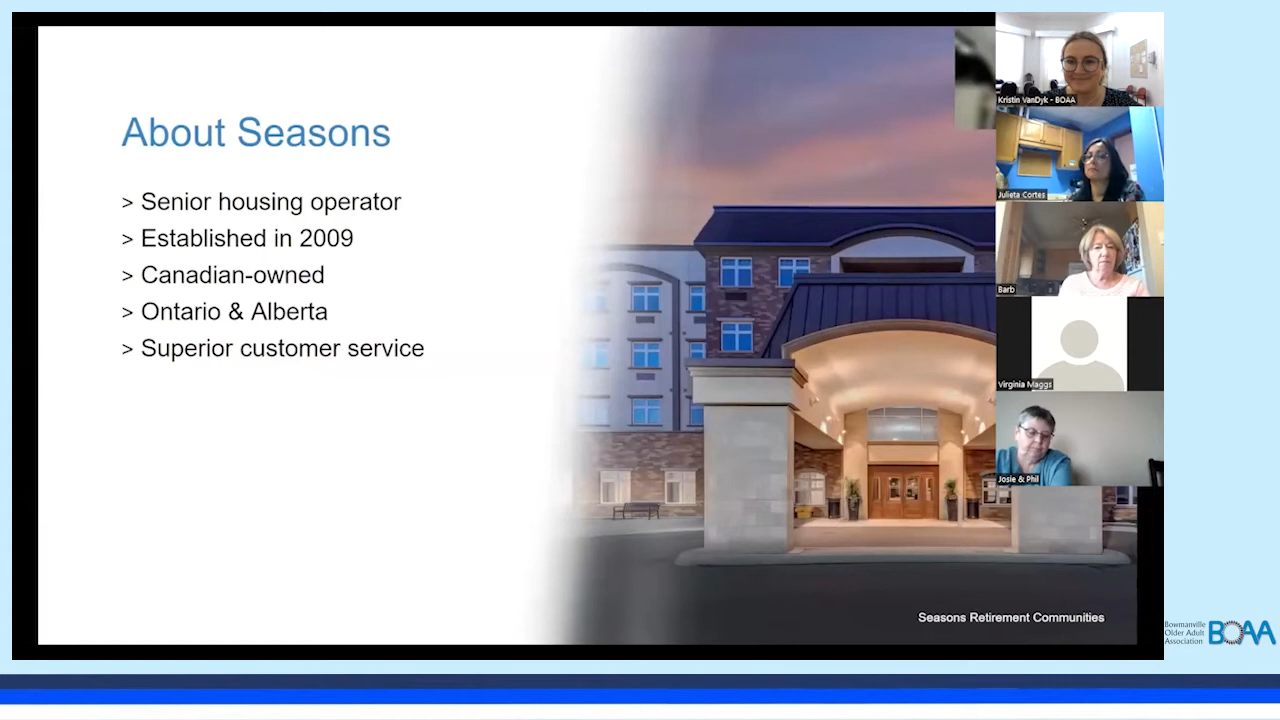 About Seasons
> Senior housing operator
> Established in 2009
> Canadian-owned
> Ontario & Alberta
> Superior customer service
Seasons Retirement Communities
Kristin VanDyk - BOAA
Julieta Cortes
Barb
Virginia Maggs
Josie & Phil
Bowmanville
Older Adult
Association
BOAA